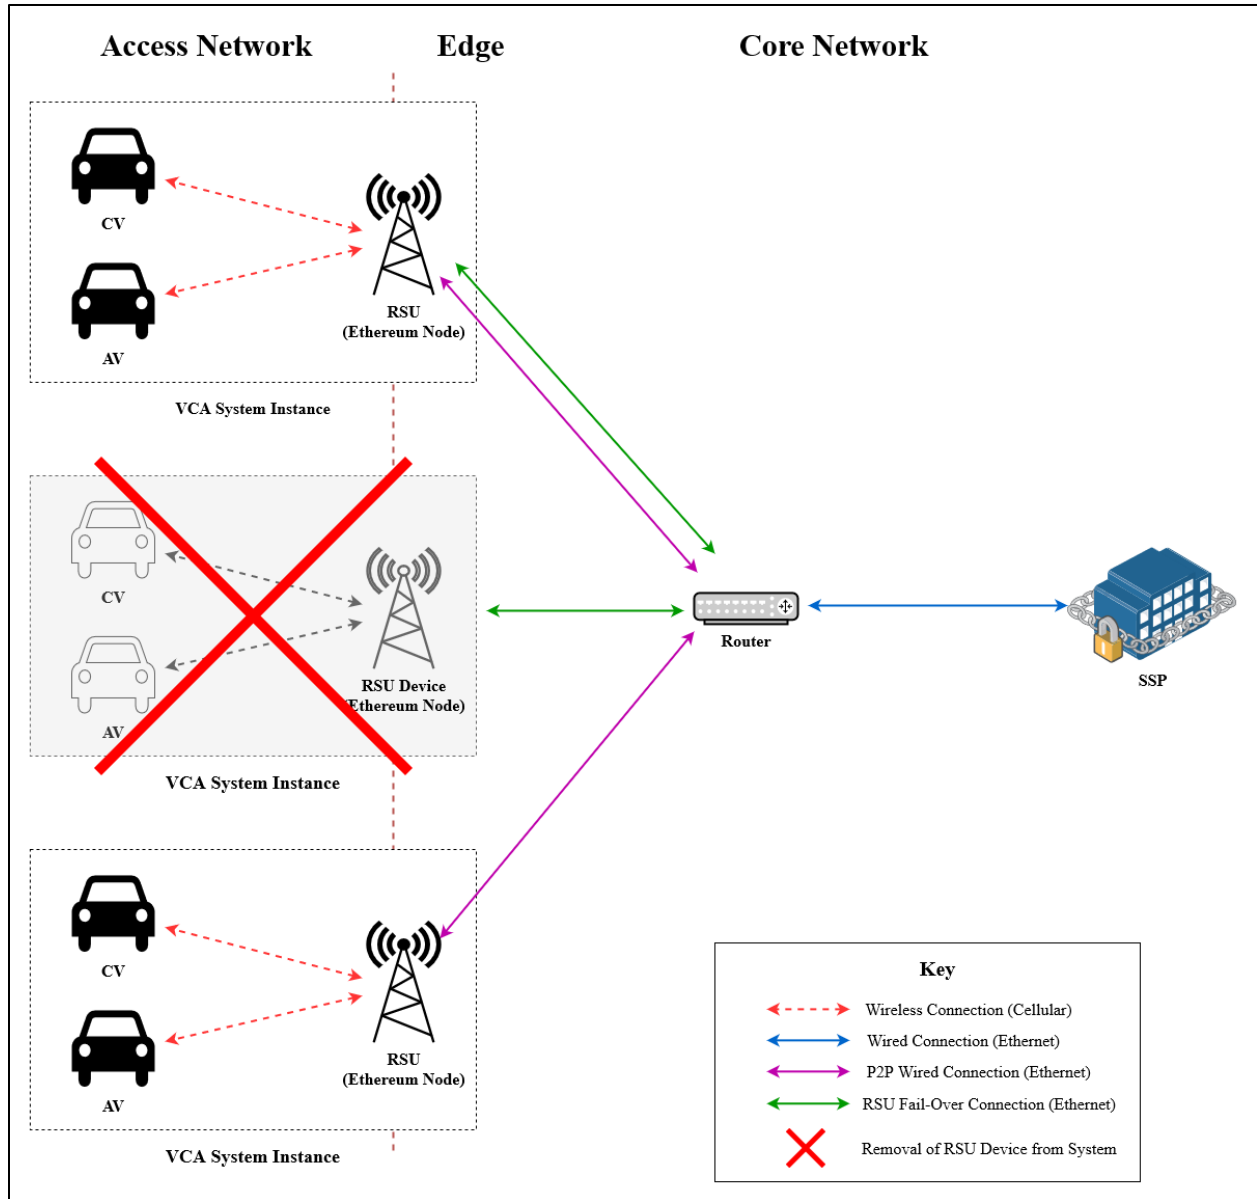 Access Network
Edge
Core Network
CV
AV
RSU
(Ethereum Node)
VCA System Instance
CV
AV
RSU Device
(Ethereum Node)
VCA System Instance
Router
SSP
CV
AV
RSU
(Ethereum Node)
VCA System Instance
Key
Wireless Connection (Cellular)
Wired Connection (Ethernet)
P2P Wired Connection (Ethernet)
RSU Fail-Over Connection (Ethernet)
Removal of RSU Device from System